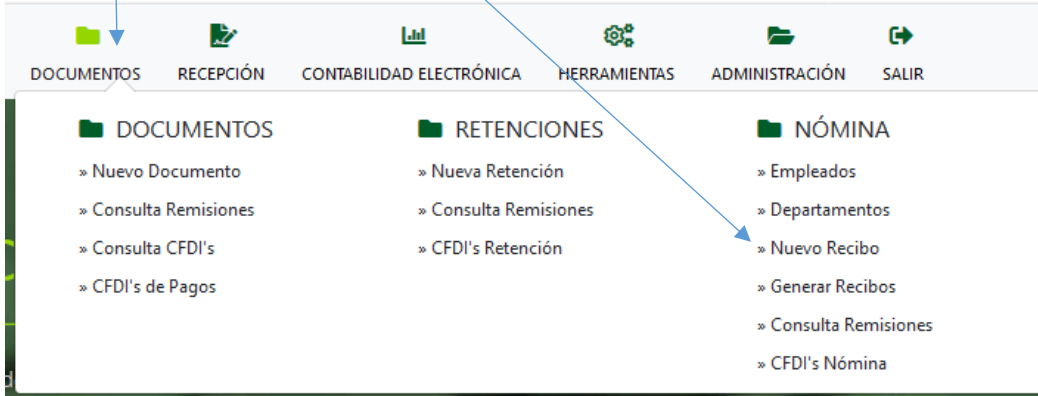 DOCUMENTOS RECEPCIÓN CONTABILIDAD ELECTRÓNICA HERRAMIENTAS ADMINISTRACIÓN SALIR
DOCUMENTOS
» Nuevo Documento
» Consulta Remisiones
» Consulta CFDI's
» CFDI's de Pagos
RETENCIONES
» Nueva Retención
» Consulta Remisiones
» CFDI's Retención
NÓMINA
» Empleados
» Departamentos
» Nuevo Recibo
» Generar Recibos
» Consulta Remisiones
» CFDI's Nómina